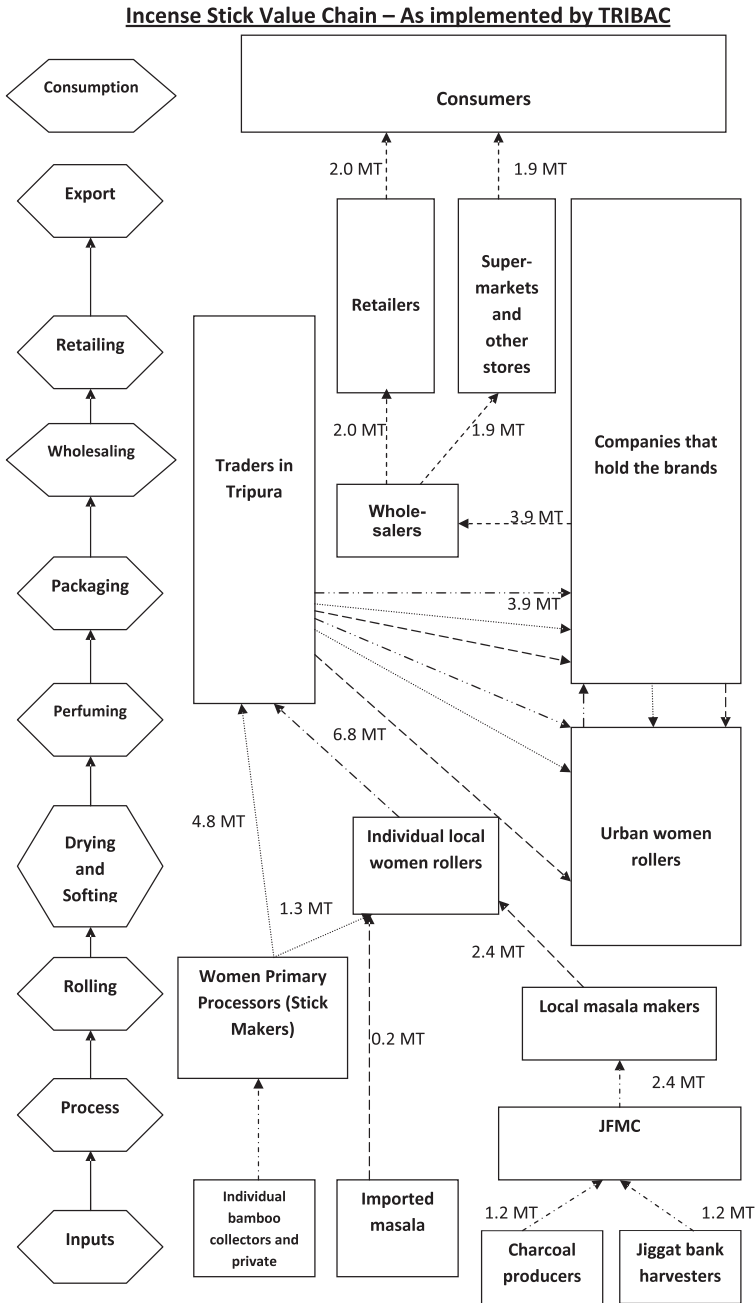 Incense Stick Value Chain – As implemented by TRIBAC
Consumption
Consumers
2.0 MT
1.9 MT
Export
Retailers
Super-
markets
and
other
stores
Companies that
hold the brands
Retailing
Traders in
Tripura
2.0 MT
1.9 MT
Wholesaling
Whole-
salers
3.9 MT
Packaging
3.9 MT
Perfuming
6.8 MT
4.8 MT
Individual local
women rollers
Urban women
rollers
Drying
and
Softing
1.3 MT
2.4 MT
Rolling
Women Primary
Processors (Stick
Makers)
Local masala makers
0.2 MT
2.4 MT
Process
JFMC
Individual
bamboo
collectors and
private
Imported
masala
1.2 MT
1.2 MT
Inputs
Charcoal
producers
Jiggat bank
harvesters